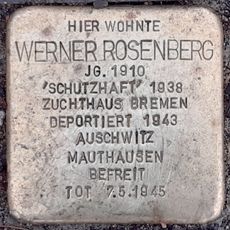 HIER WOHNTE
WERNER ROSENBERG
JG. 1910
"SCHUTZHAFT" 1938
ZUCHTHAUS BREMEN
DEPORTIERT 1943
AUSCHWITZ
MAUTHAUSEN
BEFREIT
TOT 7.5.1945